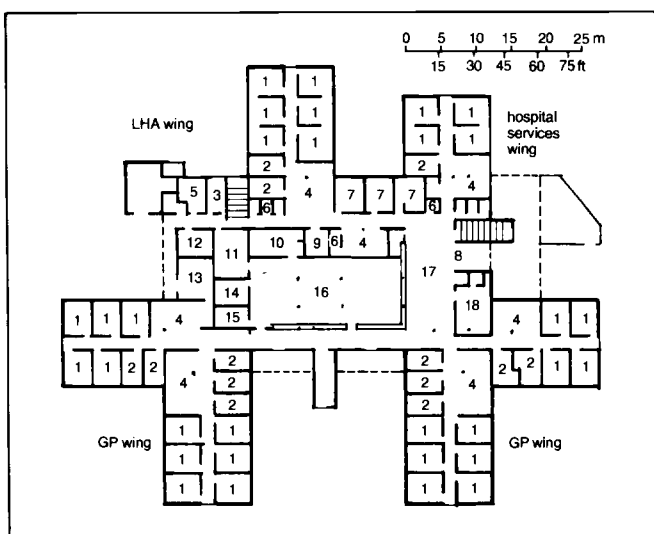 0 5 10 15 20 25 m
15 30 45 60 75 ft
LHA wing
hospital
services
wing
1 1 1 1
1 1 1 1
1 1
2 2
2 4 4
5 3 7 7 7
6 6
12 10 9 6 4 8
11 17
13
14 16 18
15
1 1 1 4 4 1 1
1 1 2 2 2 2 2 2 1 1
4 2 2 4
2 2
1 1 1 1
GP wing GP wing
1 1 1 1
1 1 1 1